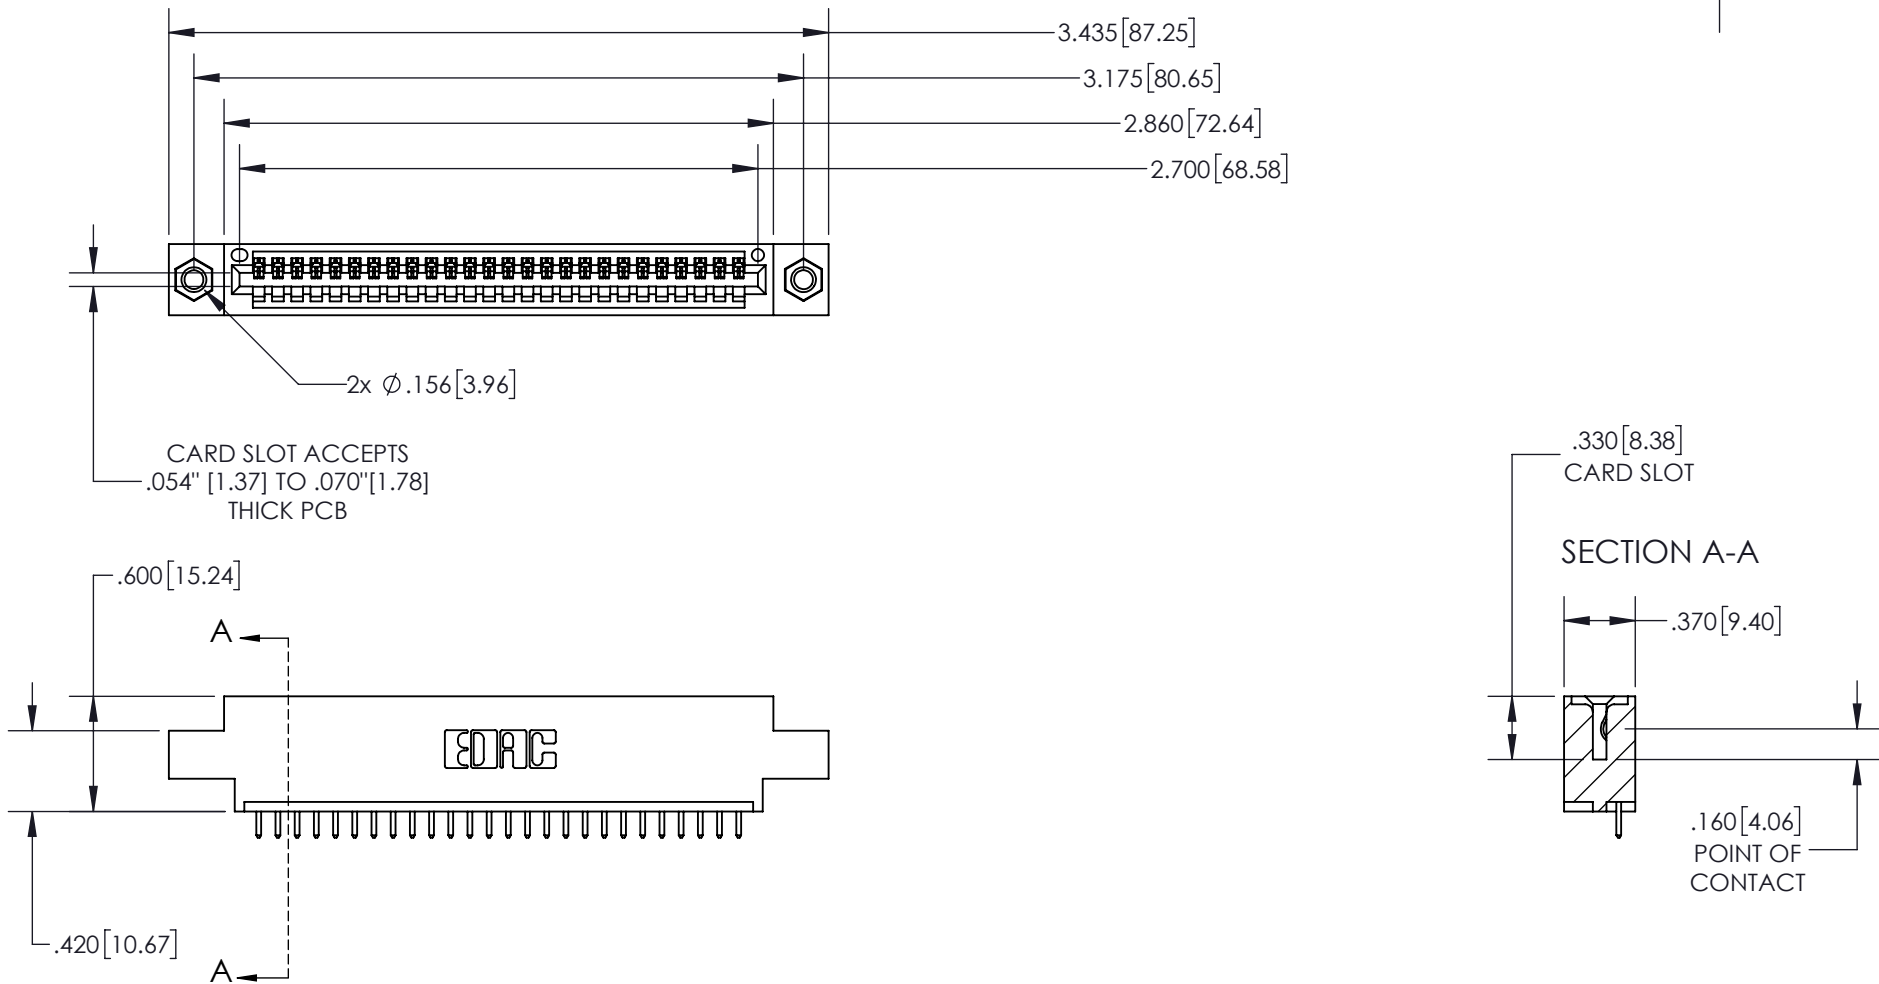 3.435[87.25]
3.175[80.65]
2.860[72.64]
2.700[68.58]
2x Ø.156[3.96]
CARD SLOT ACCEPTS
.054" [1.37] TO .070"[1.78]
THICK PCB
.330[8.38]
CARD SLOT
SECTION A-A
.600[15.24]
.370[9.40]
A
EDAC
.160[4.06]
POINT OF
CONTACT
.420[10.67]
A